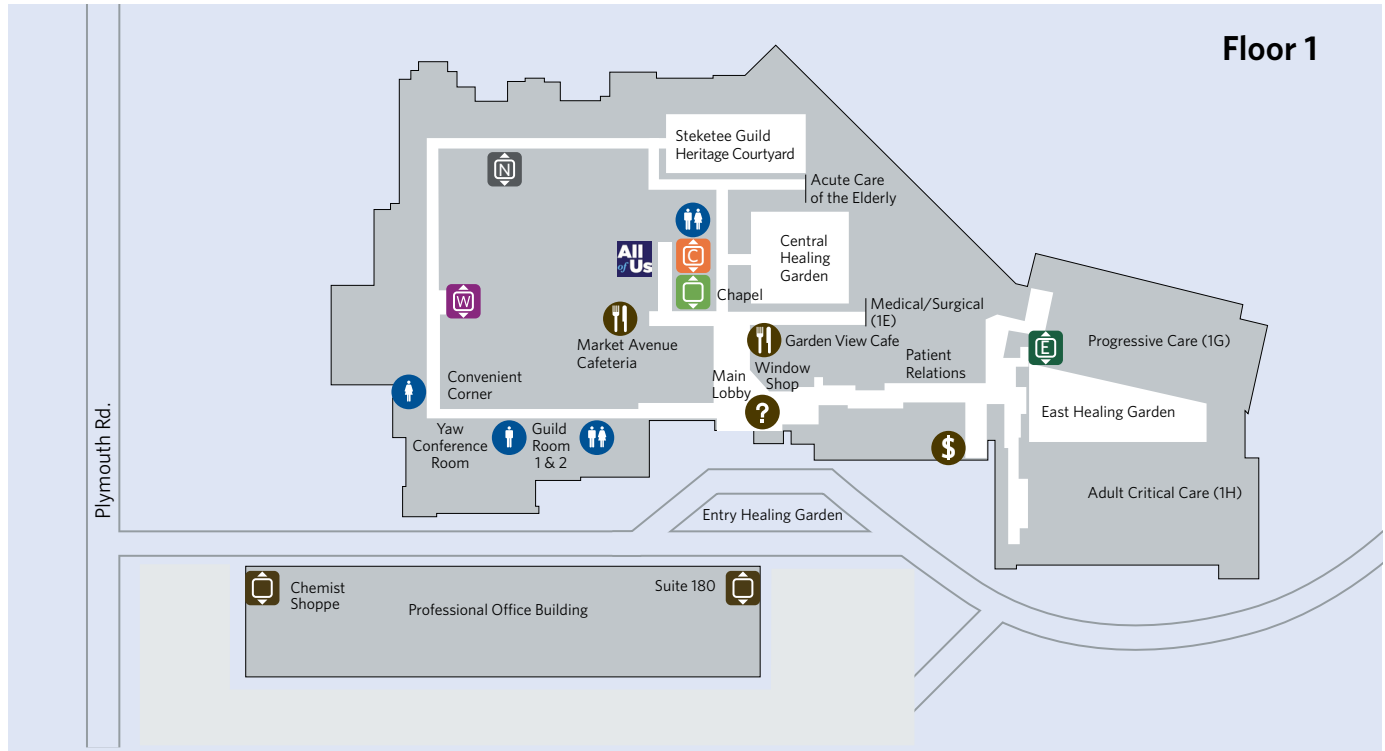 Floor 1
Steketee Guild
Heritage Courtyard
N
Acute Care
of the Elderly
All
of Us
C
Central
Healing
Garden
Chapel
W
Medical/Surgical
(1E)
Market Avenue
Cafeteria
Garden View Cafe
Window
Shop
Patient
Relations
E
Progressive Care (1G)
Convenient
Corner
Main
Lobby
?
East Healing Garden
Yaw
Conference
Room
Guild
Room
1 & 2
$
Adult Critical Care (1H)
Plymouth Rd.
Entry Healing Garden
Chemist
Shoppe
Professional Office Building
Suite 180